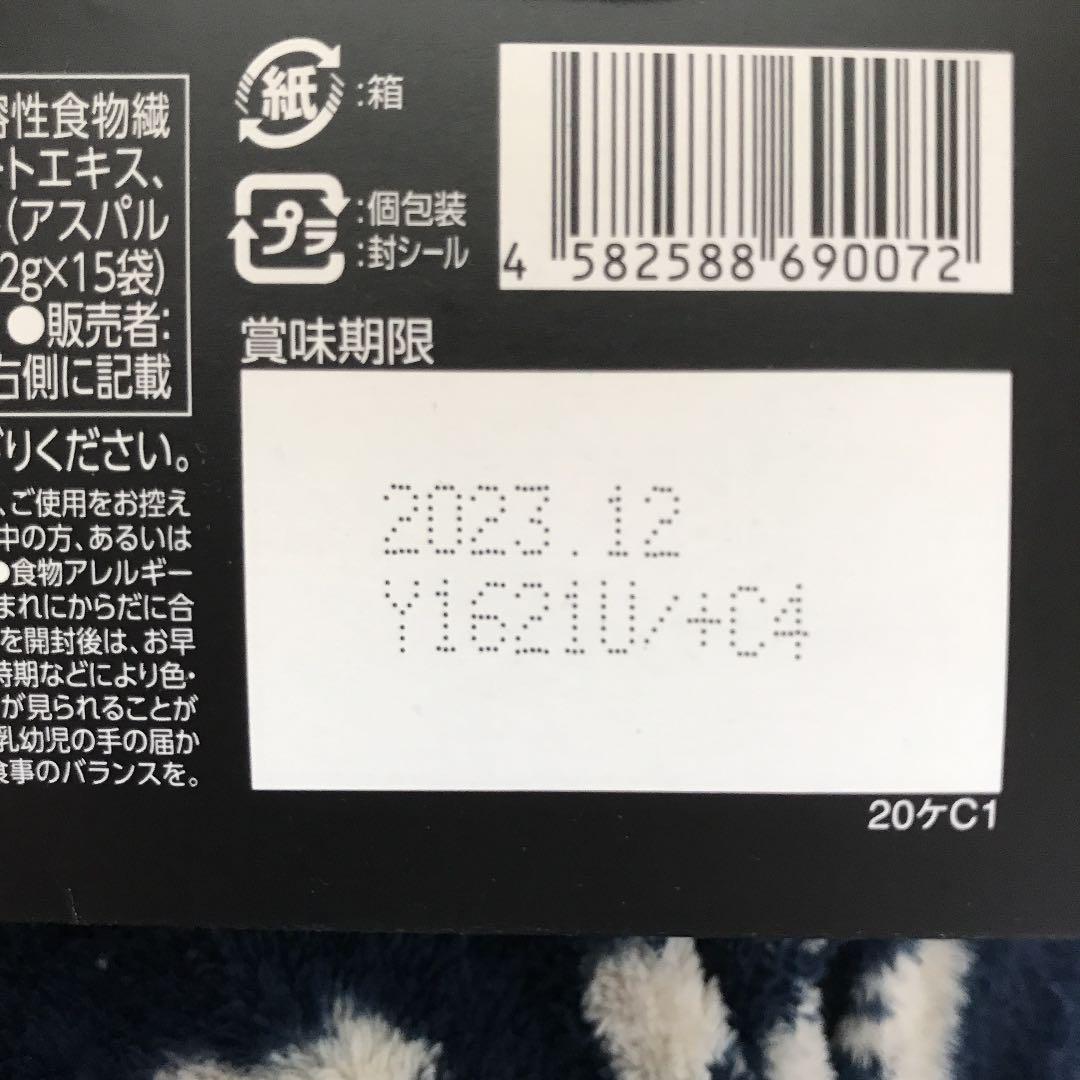 溶性食物繊
ートエキス、
(アスパル
2g×15袋)
●販売者:
右側に記載
りください。
、ご使用をお控え
中の方、あるいは
●食物アレルギー
まれにからだに合
を開封後は、お早
時期などにより色・
が見られることが
乳幼児の手の届か
食事のバランスを。
紙:箱
プラ:個包装
:封シール
4 582588 690072
賞味期限
2023.12
Y1621U/+C4
20ケC1